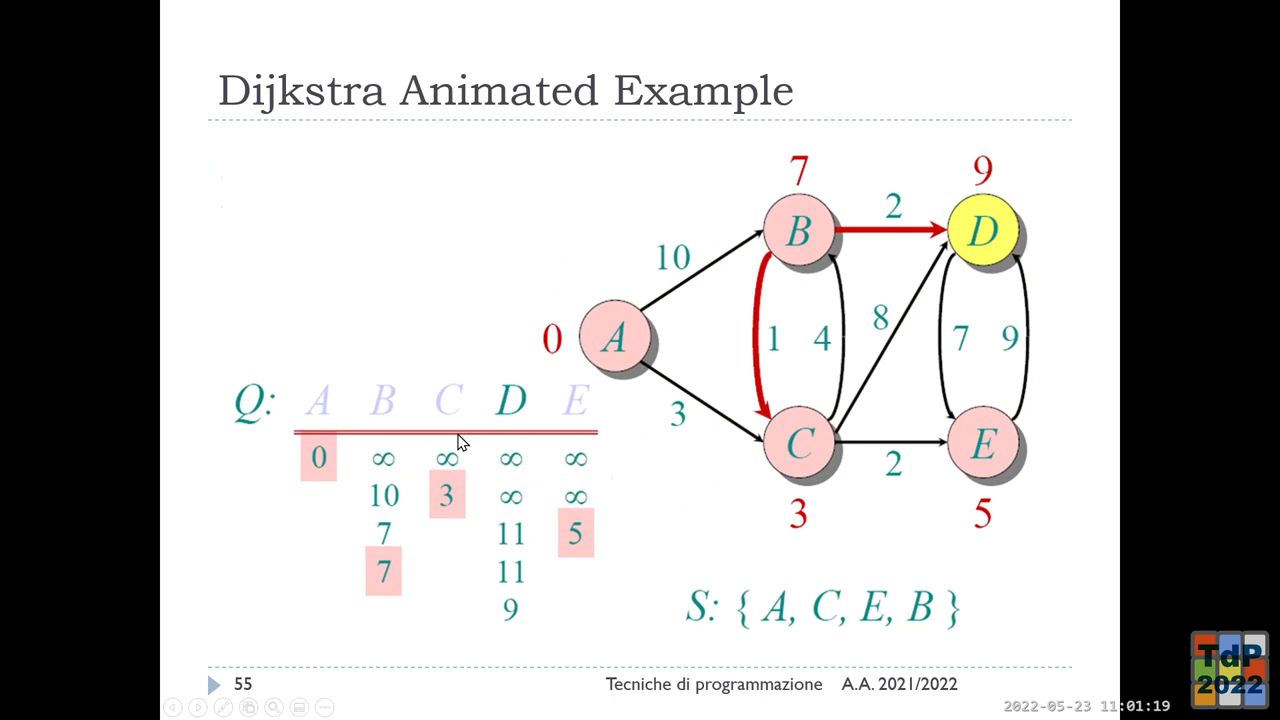 Dijkstra Animated Example
7 9
2
B D
10
8
1 4 7 9
0 A
Q: A B C D E
3
0 ∞ ∞ ∞ ∞
C E
2
10 3 ∞ ∞
3 5
7 11 5
7 11
9
S: { A, C, E, B }
55 Tecniche di programmazione A.A. 2021/2022
TdP
2022
2022-05-23 11:01:19